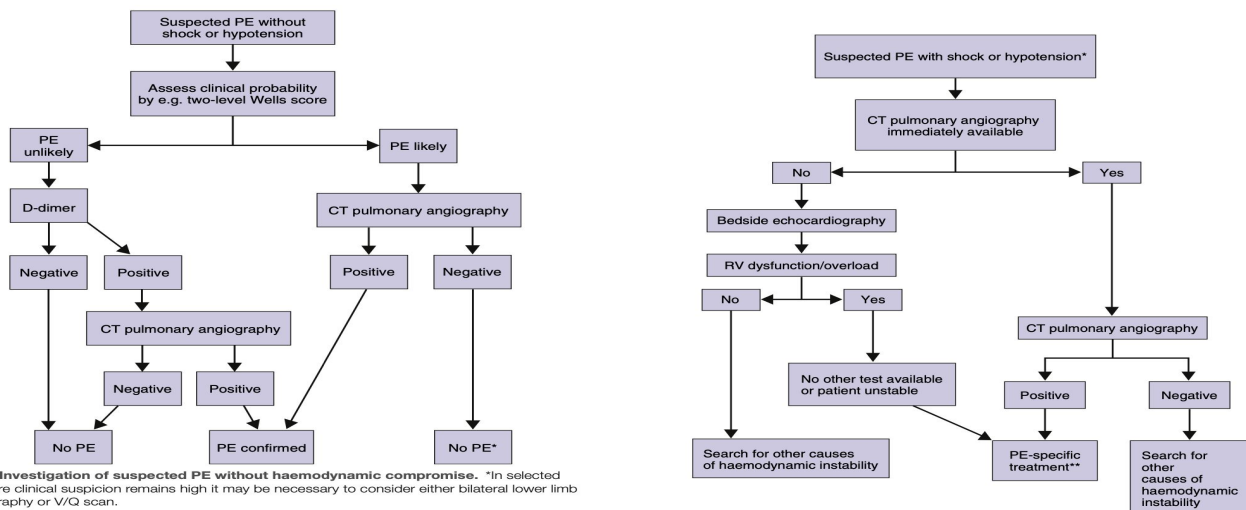 Suspected PE without
shock or hypotension
Assess clinical probability
by e.g. two-level Wells score
PE
unlikely
PE likely
D-dimer
CT pulmonary angiography
Negative
Positive
Positive
Negative
CT pulmonary angiography
Negative
Positive
No PE
PE confirmed
No PE*
Investigation of suspected PE without haemodynamic compromise. *In selected
clinical suspicion remains high it may be necessary to consider either bilateral lower limb
or V/Q scan.
Suspected PE with shock or hypotension*
CT pulmonary angiography
immediately available
No
Yes
Bedside echocardiography
RV dysfunction/overload
No
Yes
CT pulmonary angiography
No other test available
or patient unstable
Positive
Negative
Search for other causes
of haemodynamic instability
PE-specific
treatment**
Search for
other
causes of
haemodynamic
instability